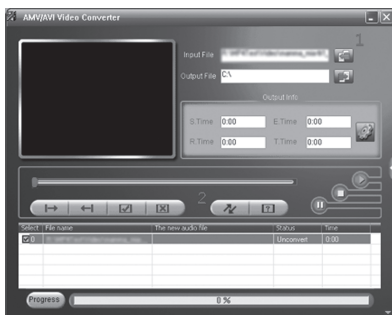 AMV/AVI Video Converter
1
Input File
Output File C:\
Output Info
S.Time 0:00 E.Time 0:00
R.Time 0:00 T.Time 0:00
2
Select File name The new audio file Status Time
0 Unconvert 0:00
Progress 0 %